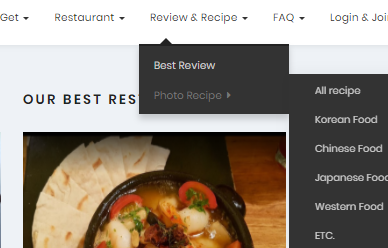 Get
Restaurant
Review & Recipe
FAQ
Login & Joi
Best Review
Photo Recipe
OUR BEST RES
All recipe
Korean Food
Chinese Food
Japanese Food
Western Food
ETC.